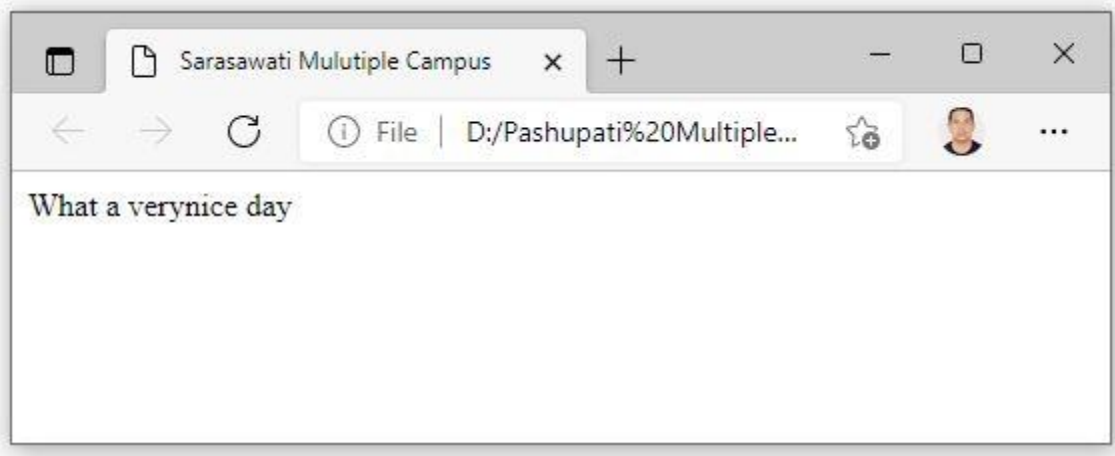 Sarasawati Mulutiple Campus
File | D:/Pashupati%20Multiple...
What a verynice day